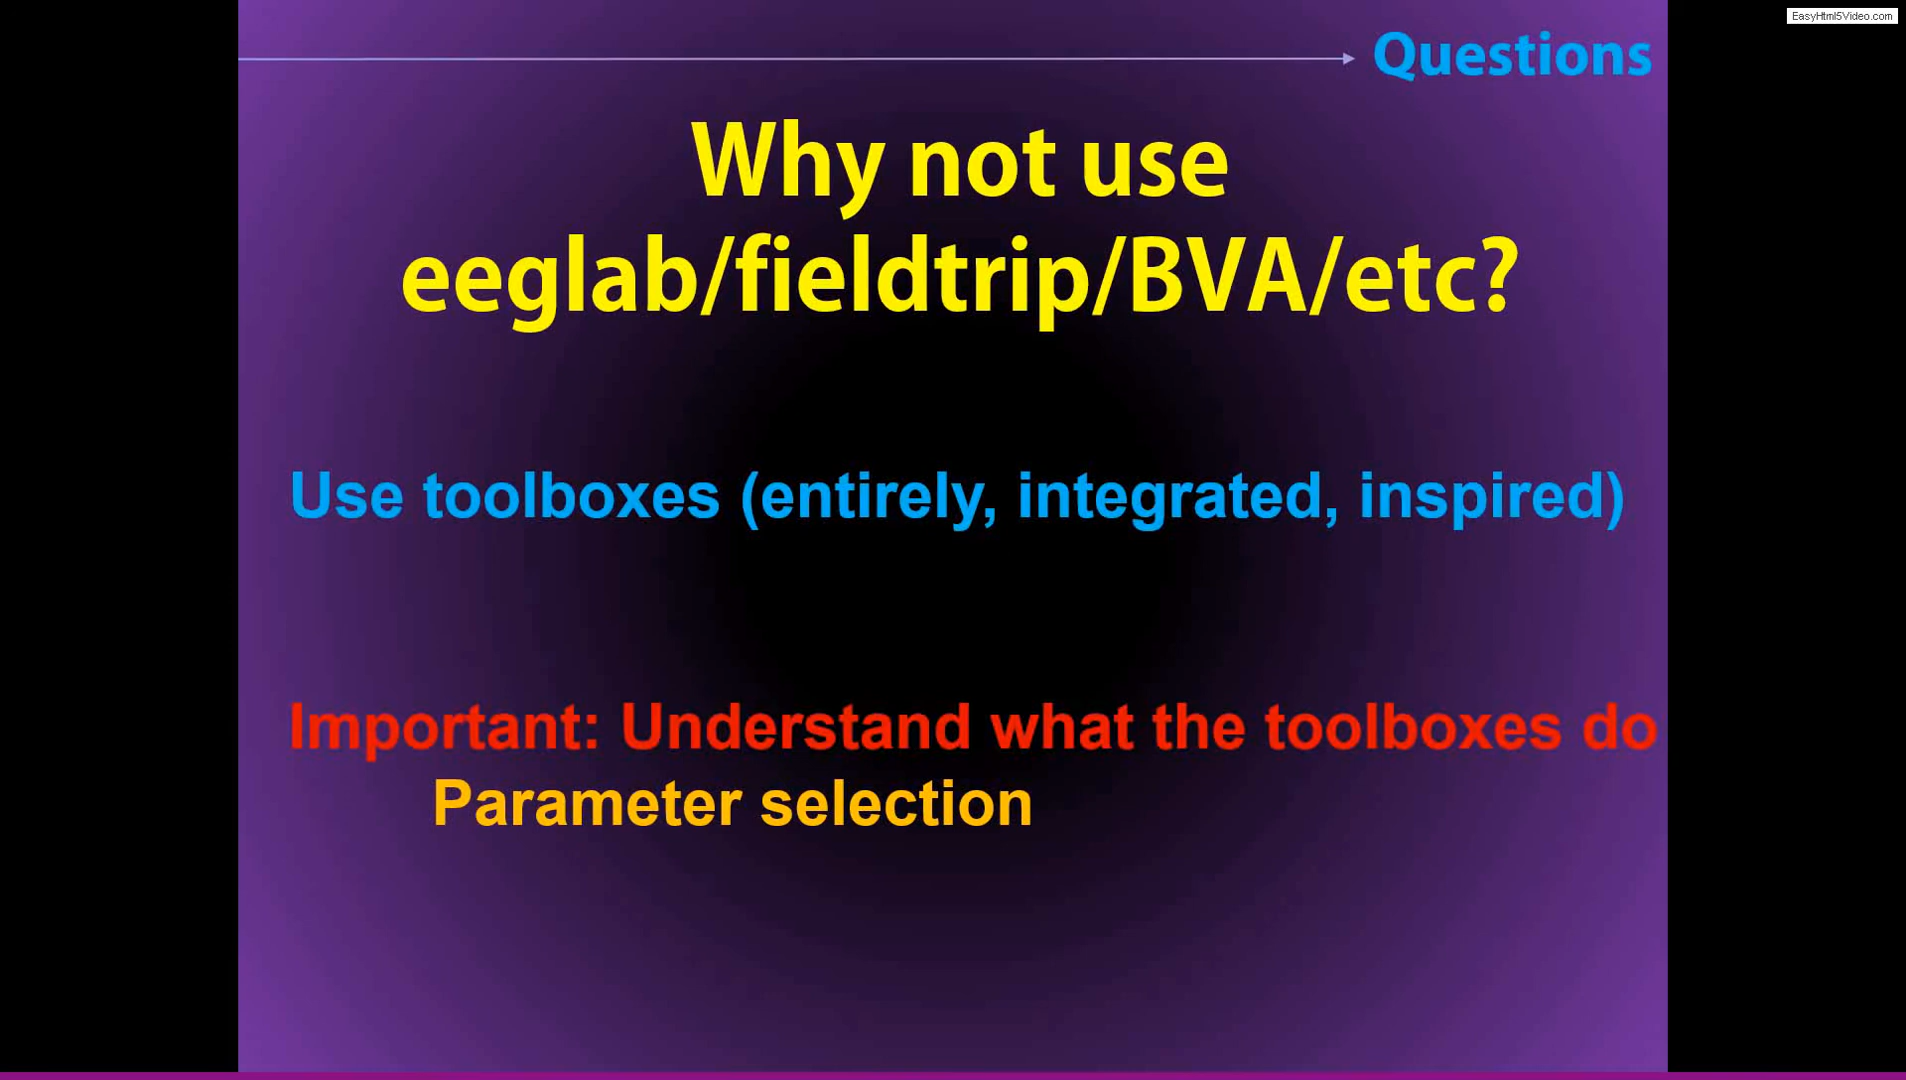 EasyHtml5Video.com
Questions
Why not use
eeglab/fieldtrip/BVA/etc?
Use toolboxes (entirely, integrated, inspired)
Important: Understand what the toolboxes do
Parameter selection